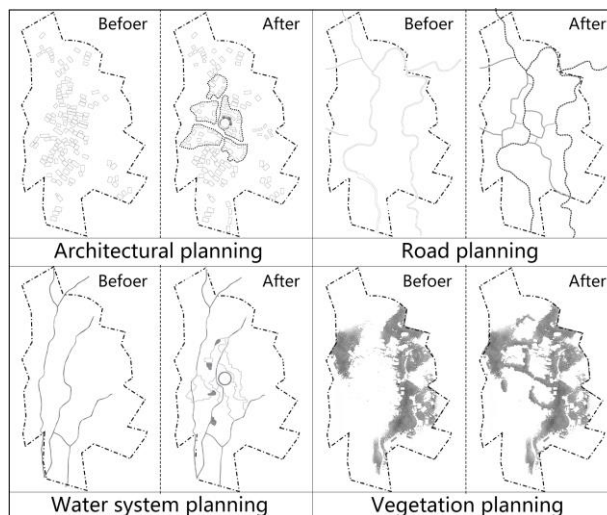 Befoer After Befoer After
Architectural planning Road planning
Befoer After Befoer After
Water system planning Vegetation planning